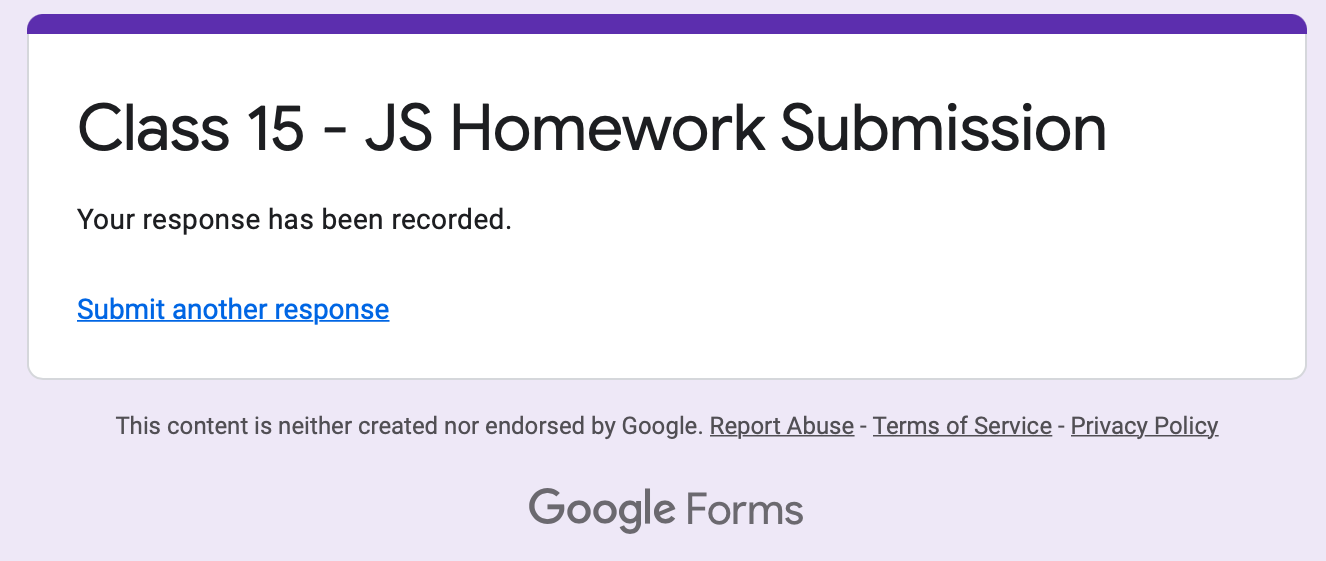 Class 15 - JS Homework Submission
Your response has been recorded.
Submit another response
This content is neither created nor endorsed by Google. Report Abuse - Terms of Service - Privacy Policy
Google Forms